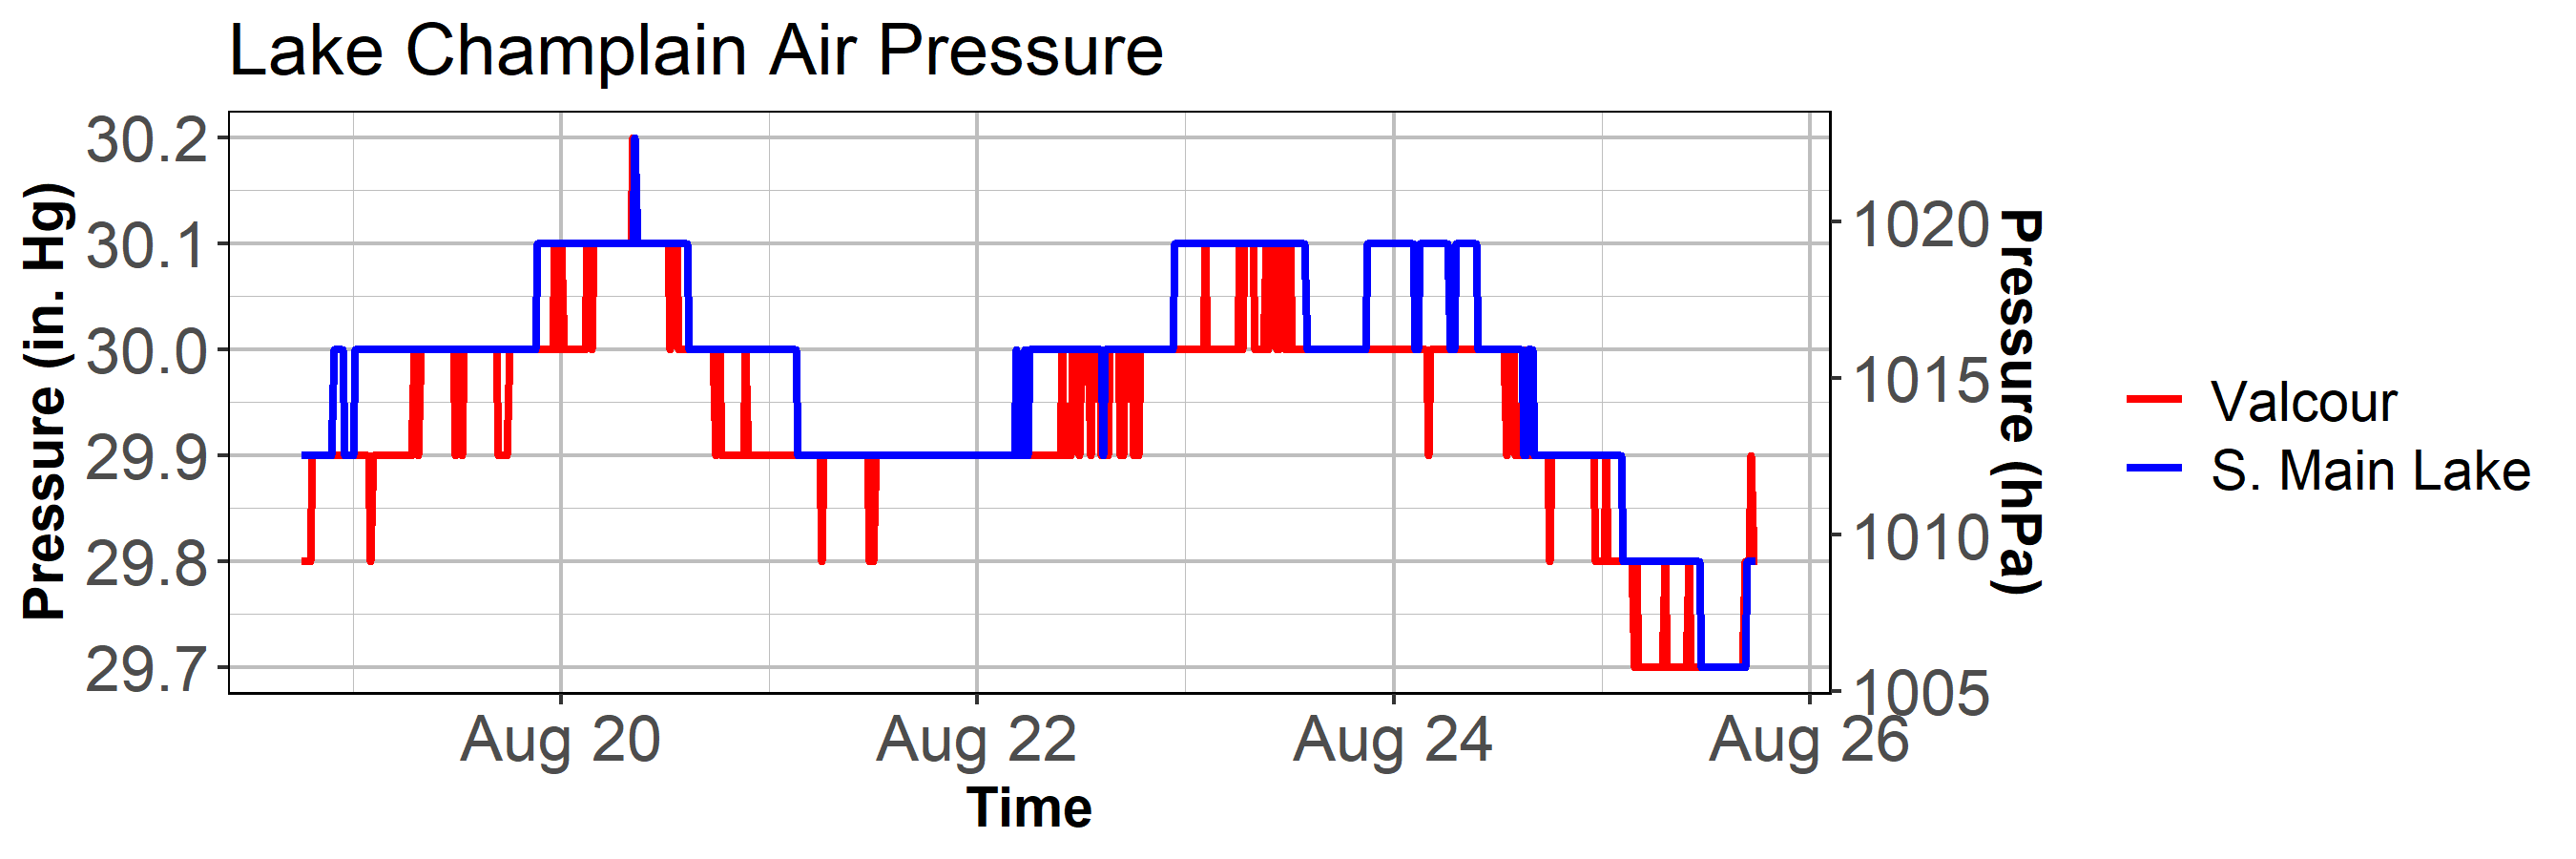 Lake Champlain Air Pressure
30.2
30.1
30.0
29.9
29.8
29.7
Pressure (in. Hg)
1020
1015
1010
1005
Pressure (hPa)
Aug 20
Aug 22
Aug 24
Aug 26
Time
Valcour
S. Main Lake